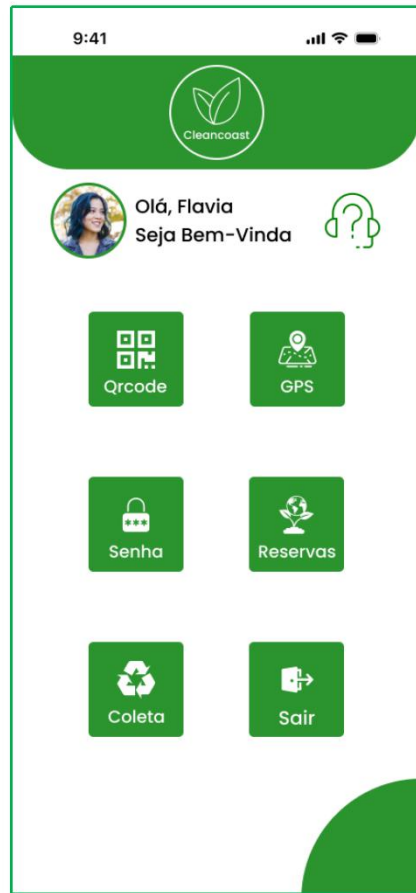 9:41
Cleancoast
Olá, Flavia
Seja Bem-Vinda
?
Qrcode
GPS
***
Senha
Reservas
Coleta
Sair